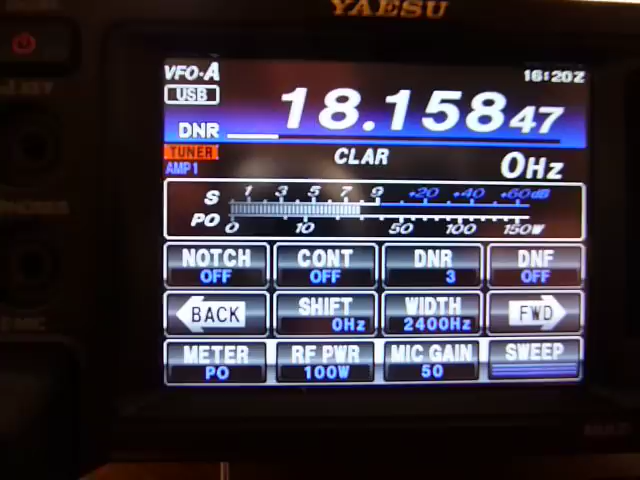 YAESU
VFO-A 16:20Z
USB
18.158 47
DNR
TUNER CLAR 0Hz
AMP1
S 1 3 5 7 9 +20 +40 +60dB
PO 0 10 50 100 150W
NOTCH CONT DNR DNF
OFF OFF 3 OFF
BACK SHIFT WIDTH FWD
0Hz 2400Hz
METER RF PWR MIC GAIN SWEEP
PO 100W 50